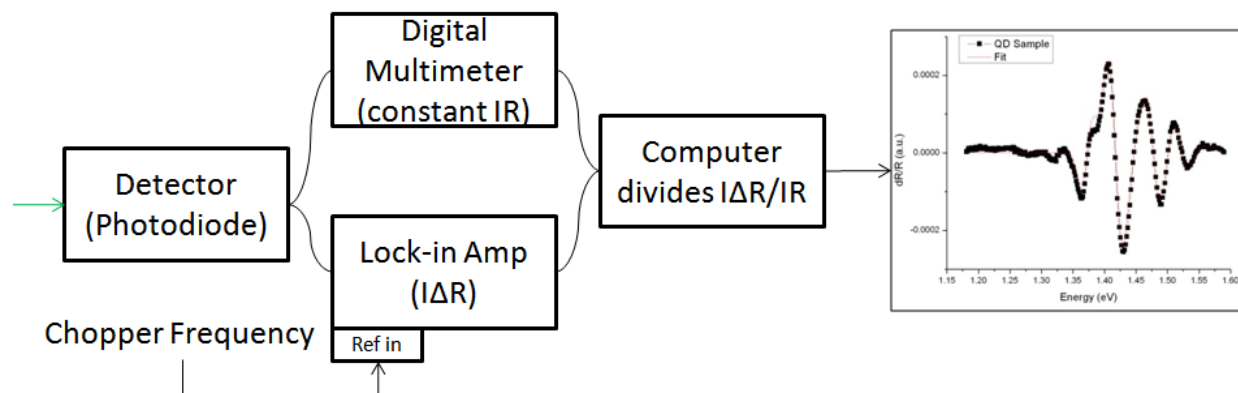 Digital
Multimeter
(constant IR)
Detector
(Photodiode)
Lock-in Amp
(IΔR)
Ref in
Chopper Frequency
Computer
divides IΔR/IR
QD Sample
Fit
dR/R (a.u.)
0.0002
0.0000
-0.0002
1.15 1.20 1.25 1.30 1.35 1.40 1.45 1.50 1.55 1.60
Energy (eV)